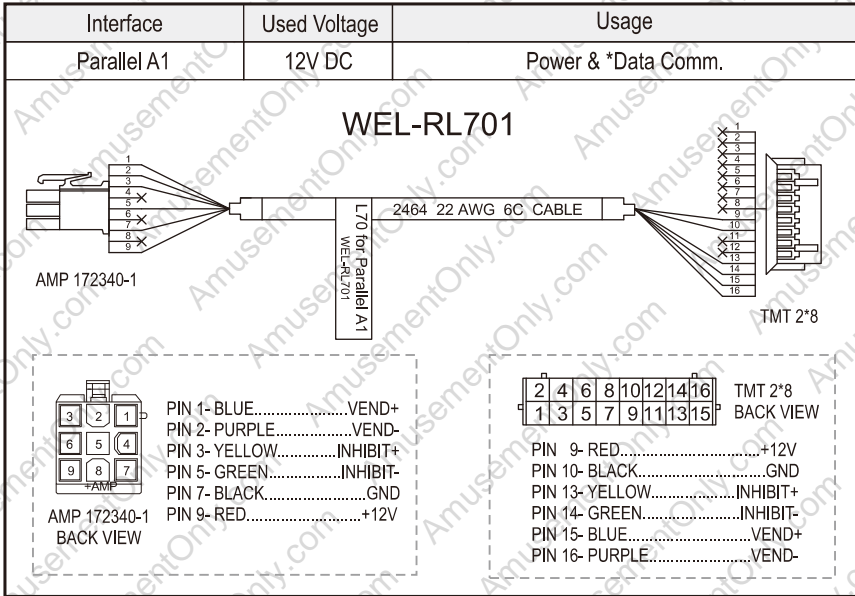 Interface Used Voltage Usage
Parallel A1 12V DC Power & *Data Comm.
WEL-RL701
1
2
3
4
5
6
7
8
9
AMP 172340-1
L70 for Parallel A1
WEL-RL701
2464 22 AWG 6C CABLE
1
2
3
4
5
6
7
8
9
10
11
12
13
14
15
16
TMT 2*8
3 2 1
6 5 4
9 8 7
+AMP
AMP 172340-1
BACK VIEW
PIN 1- BLUE....................VEND+
PIN 2- PURPLE................VEND-
PIN 3- YELLOW............INHIBIT+
PIN 5- GREEN..............INHIBIT-
PIN 7- BLACK....................GND
PIN 9- RED......................+12V
2 4 6 8 10 12 14 16
1 3 5 7 9 11 13 15
TMT 2*8
BACK VIEW
PIN 9- RED.........................+12V
PIN 10- BLACK......................GND
PIN 13- YELLOW................INHIBIT+
PIN 14- GREEN..................INHIBIT-
PIN 15- BLUE......................VEND+
PIN 16- PURPLE..................VEND-
AmusementOnly.com